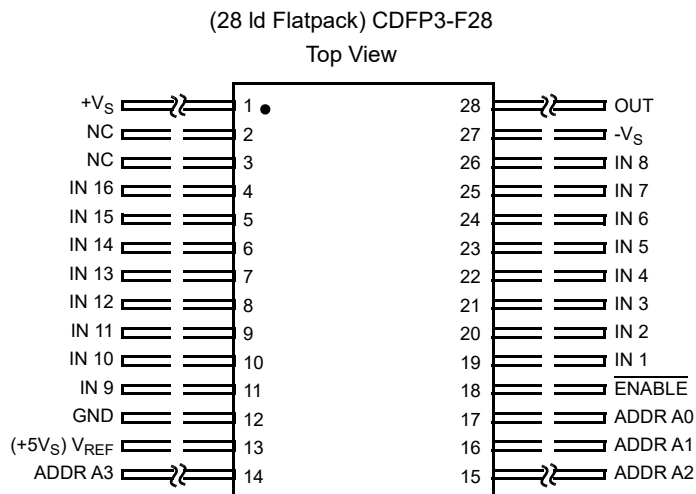 (28 ld Flatpack) CDFP3-F28
Top View
+VS 1 28 OUT
NC 2 27 -VS
NC 3 26 IN 8
IN 16 4 25 IN 7
IN 15 5 24 IN 6
IN 14 6 23 IN 5
IN 13 7 22 IN 4
IN 12 8 21 IN 3
IN 11 9 20 IN 2
IN 10 10 19 IN 1
IN 9 11 18 ENABLE
GND 12 17 ADDR A0
(+5VS) VREF 13 16 ADDR A1
ADDR A3 14 15 ADDR A2